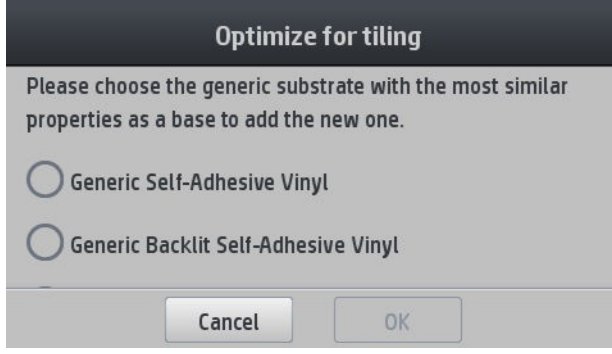 Optimize for tiling
Please choose the generic substrate with the most similar
properties as a base to add the new one.
Generic Self-Adhesive Vinyl
Generic Backlit Self-Adhesive Vinyl
Cancel
OK